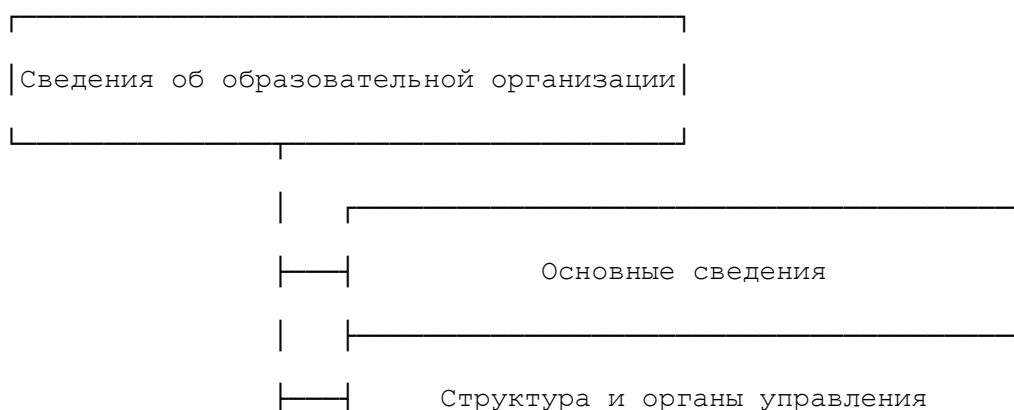 Сведения об образовательной организации
Основные сведения
Структура и органы управления